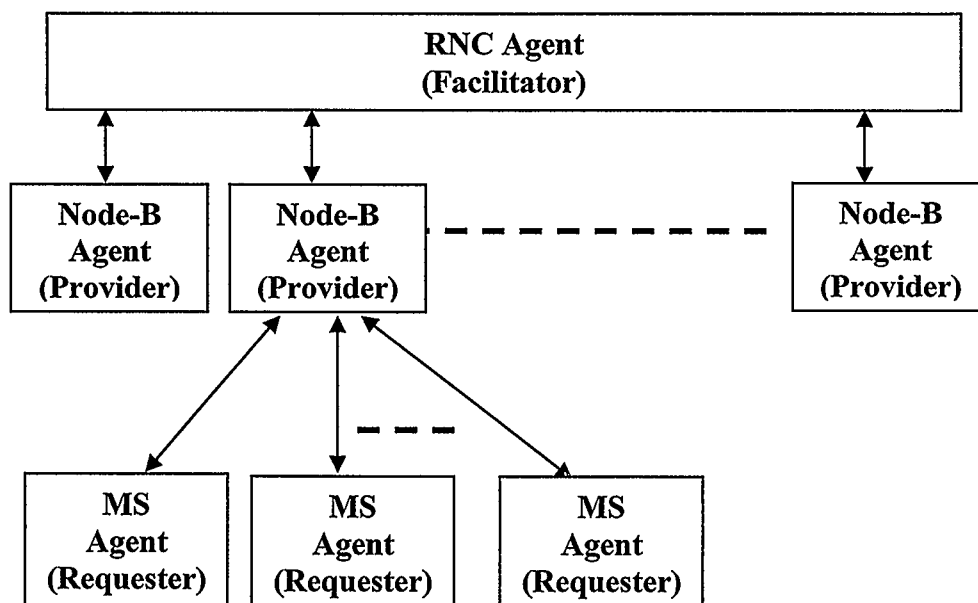 RNC Agent
(Facilitator)
Node-B
Agent
(Provider)
Node-B
Agent
(Provider)
Node-B
Agent
(Provider)
MS
Agent
(Requester)
MS
Agent
(Requester)
MS
Agent
(Requester)